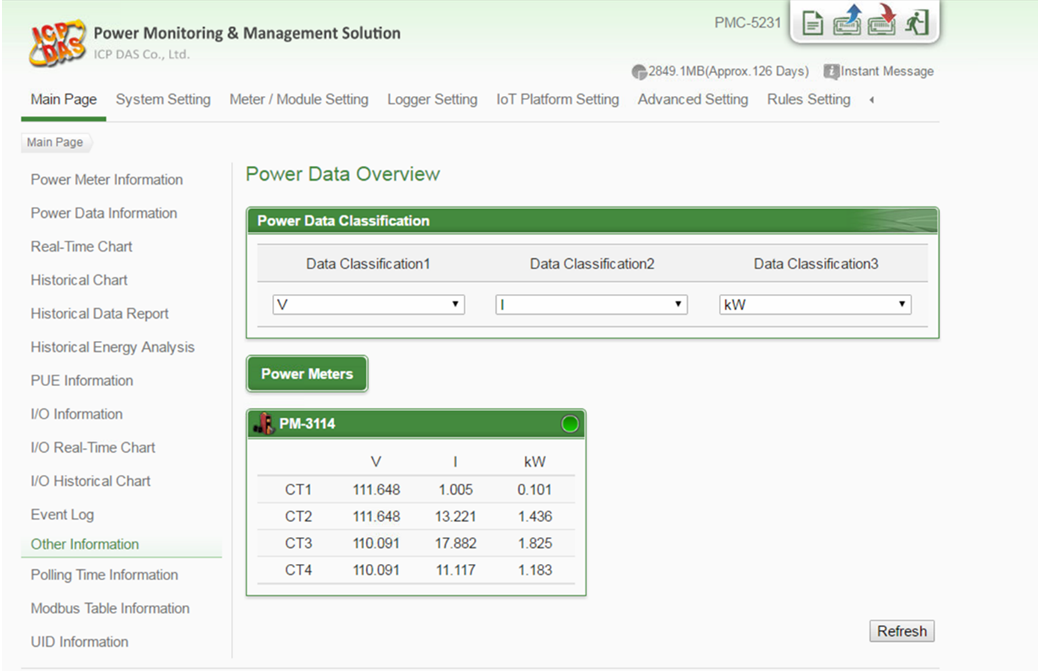 ICP DAS
Power Monitoring & Management Solution
ICP DAS Co., Ltd.
PMC-5231
2849.1MB(Approx.126 Days) Instant Message
Main Page System Setting Meter / Module Setting Logger Setting IoT Platform Setting Advanced Setting Rules Setting
Main Page
Power Meter Information
Power Data Information
Real-Time Chart
Historical Chart
Historical Data Report
Historical Energy Analysis
PUE Information
I/O Information
I/O Real-Time Chart
I/O Historical Chart
Event Log
Other Information
Polling Time Information
Modbus Table Information
UID Information
Power Data Overview
Power Data Classification
Data Classification1 Data Classification2 Data Classification3
V I kW
Power Meters
PM-3114
V I kW
CT1 111.648 1.005 0.101
CT2 111.648 13.221 1.436
CT3 110.091 17.882 1.825
CT4 110.091 11.117 1.183
Refresh